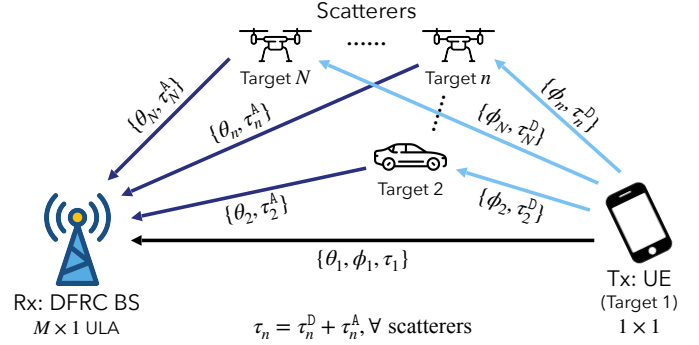 Scatterers
Target N
Target n
{θ_N, τ_N^A}
{θ_n, τ_n^A}
{ϕ_N, τ_N^D}
{ϕ_n, τ_n^D}
Target 2
{θ_2, τ_2^A}
{ϕ_2, τ_2^D}
{θ_1, ϕ_1, τ_1}
Rx: DFRC BS
M × 1 ULA
Tx: UE
(Target 1)
1 × 1
τ_n = τ_n^D + τ_n^A, ∀ scatterers